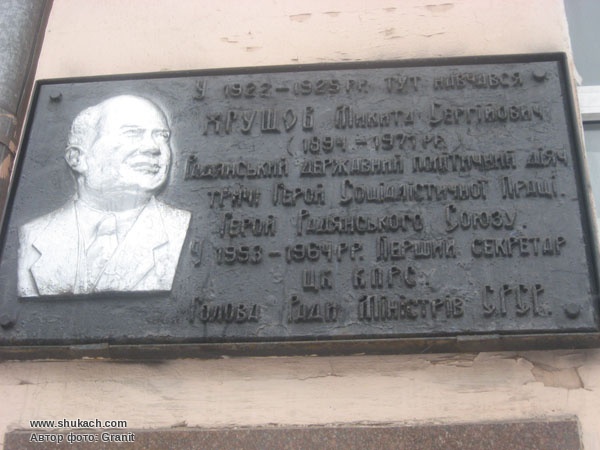 У 1922-1925 РР. ТУТ НАВЧАВСЯ
ХРУЩОВ МИКИТА СЕРГІЙОВИЧ
(1894-1971 РР.)
РАДЯНСЬКИЙ ДЕРЖАВНИЙ ПОЛІТИЧНИЙ ДІЯЧ
ТРИЧІ ГЕРОЙ СОЦІАЛІСТИЧНОЇ ПРАЦІ.
ГЕРОЙ РАДЯНСЬКОГО СОЮЗУ.
У 1953-1964 РР. ПЕРШИЙ СЕКРЕТАР
ЦК КПРС,
ГОЛОВА РАДИ МІНІСТРІВ СРСР.
www.shukach.com
Автор фото: Granit